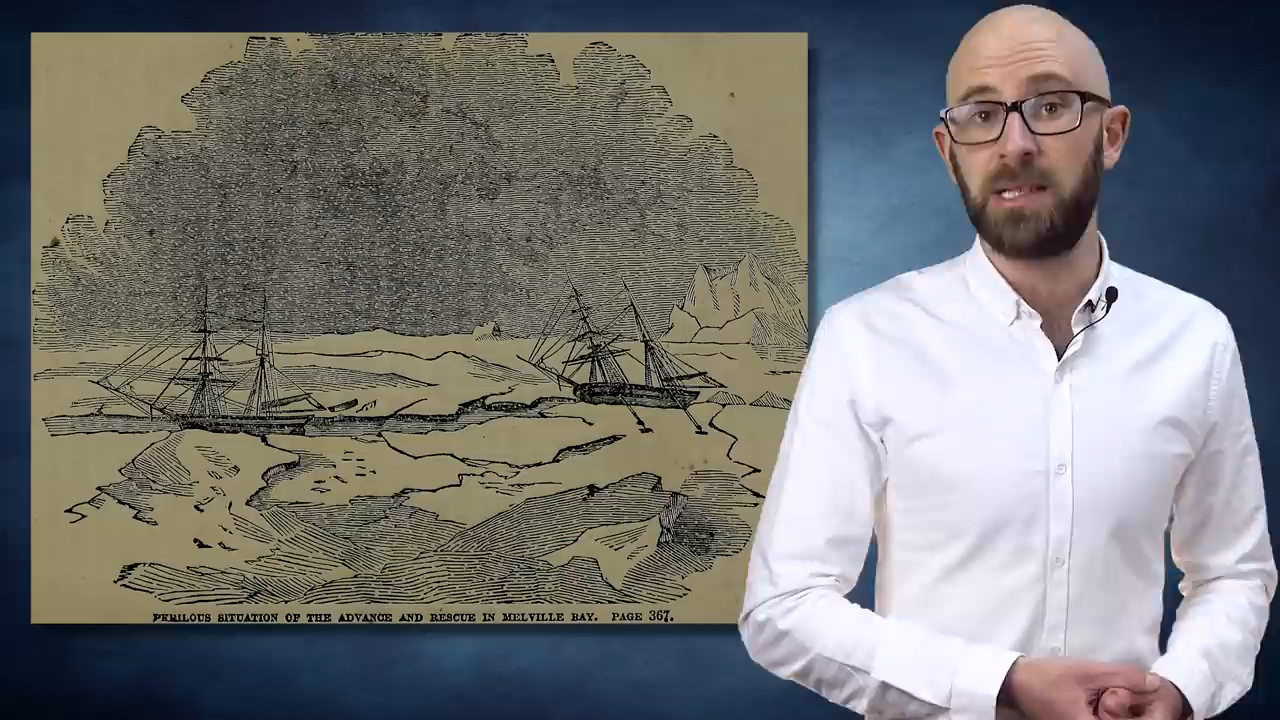 PERILOUS SITUATION OF THE ADVANCE AND RESCUE IN MELVILLE BAY. PAGE 367.